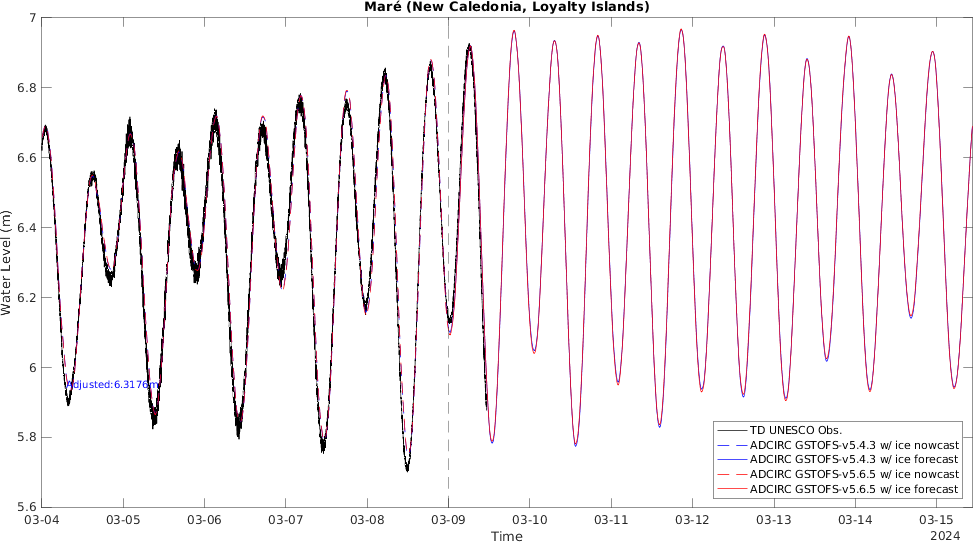 Maré (New Caledonia, Loyalty Islands)
Water Level (m)
7
6.8
6.6
6.4
6.2
6
5.8
5.6
Adjusted:6.3176m
TD UNESCO Obs.
ADCIRC GSTOFS-v5.4.3 w/ ice nowcast
ADCIRC GSTOFS-v5.4.3 w/ ice forecast
ADCIRC GSTOFS-v5.6.5 w/ ice nowcast
ADCIRC GSTOFS-v5.6.5 w/ ice forecast
03-04 03-05 03-06 03-07 03-08 03-09 03-10 03-11 03-12 03-13 03-14 03-15
Time
2024